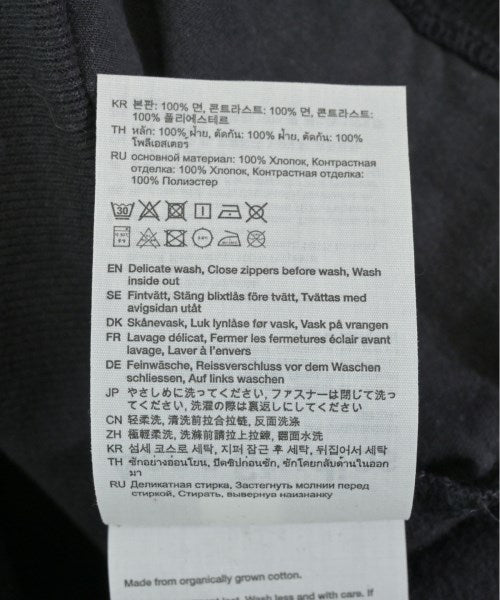 KR 본판: 100% 면, 콘트라스트: 100% 면, 콘트라스트:
100% 폴리에스테르
TH หลัก: 100% ฝ้าย, ตัดกัน: 100% ฝ้าย, ตัดกัน: 100%
โพลีเอสเตอร์
RU основной материал: 100% Хлопок, Контрастная
отделка: 100% Хлопок, Контрастная отделка:
100% Полиэстер
30
EN Delicate wash, Close zippers before wash, Wash
inside out
SE Fintvätt, Stäng blixtlås före tvätt, Tvättas med
avigsidan utåt
DK Skånevask, Luk lynlåse før vask, Vask på vrangen
FR Lavage délicat, Fermer les fermetures éclair avant
lavage, Laver à l'envers
DE Feinwäsche, Reissverschluss vor dem Waschen
schliessen, Auf links waschen
JP やさしめに洗ってください, ファスナーは閉じて洗っ
てください, 洗濯の際は裏返しにしてください
CN 轻柔洗, 清洗前拉合拉链, 反面洗涤
ZH 極輕柔洗, 洗滌前請拉上拉鍊, 翻面水洗
KR 섬세 코스로 세탁, 지퍼 잠근 후 세탁, 뒤집어서 세탁
TH ซักอย่างอ่อนโยน, ปิดซิปก่อนซัก, ซักโดยกลับด้านในออก
มา
RU Деликатная стирка, Застегнуть молнии перед
стиркой, Стирать, вывернув наизнанку
Made from organically grown cotton.
Wash less and with care. If